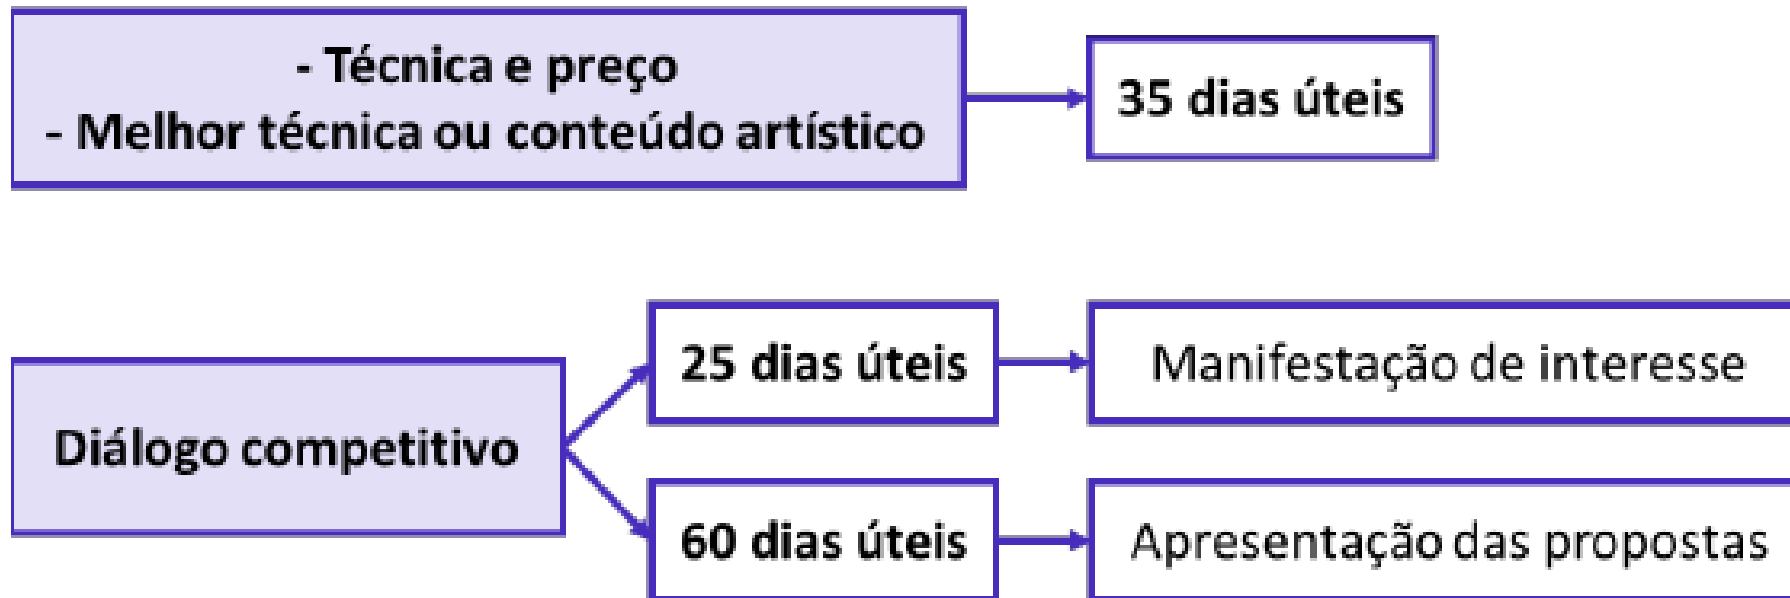 - Técnica e preço
- Melhor técnica ou conteúdo artístico
35 dias úteis
Diálogo competitivo
25 dias úteis
Manifestação de interesse
60 dias úteis
Apresentação das propostas